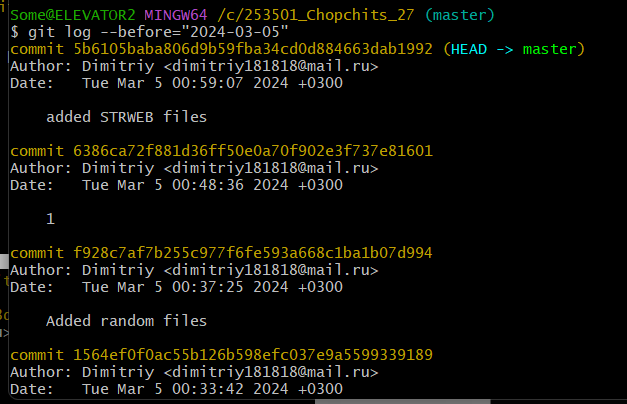 Some@ELEVATOR2 MINGW64 /c/253501_Chopchits_27 (master)
$ git log --before="2024-03-05"
commit 5b6105baba806d9b59fba34cd0d884663dab1992 (HEAD -> master)
Author: Dimitriy <dimitriy181818@mail.ru>
Date:   Tue Mar 5 00:59:07 2024 +0300

    added STRWEB files

commit 6386ca72f881d36ff50e0a70f902e3f737e81601
Author: Dimitriy <dimitriy181818@mail.ru>
Date:   Tue Mar 5 00:48:36 2024 +0300

    1

commit f928c7af7b255c977f6fe593a668c1ba1b07d994
Author: Dimitriy <dimitriy181818@mail.ru>
Date:   Tue Mar 5 00:37:25 2024 +0300

    Added random files

commit 1564ef0f0ac55b126b598efc037e9a5599339189
Author: Dimitriy <dimitriy181818@mail.ru>
Date:   Tue Mar 5 00:33:42 2024 +0300